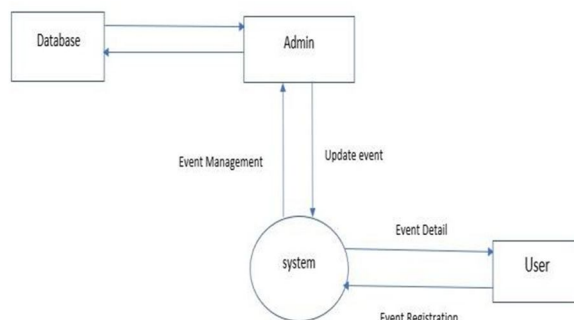 Database
Admin
Event Management
Update event
Event Detail
system
User
Event Registration